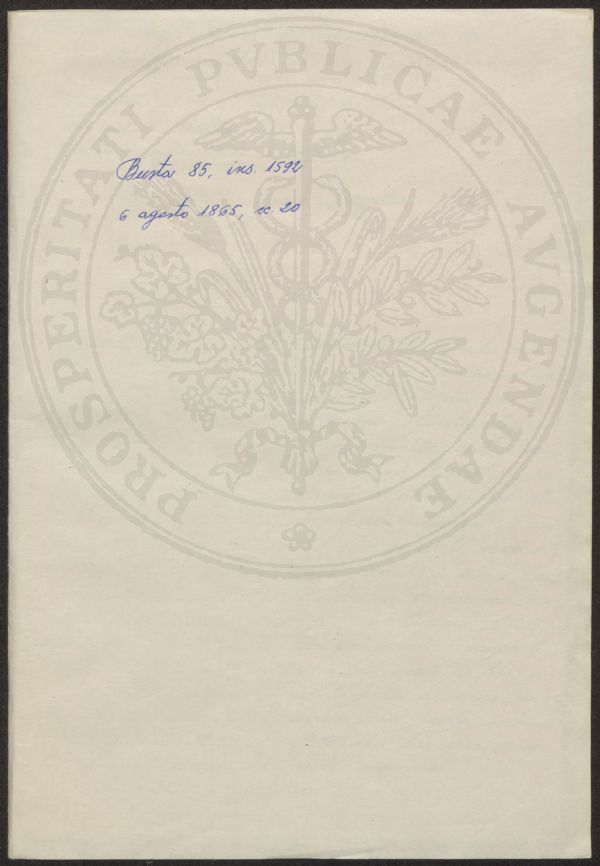 Busta 85, ins. 1592
6 agosto 1865, cc 20
PROSPERITATI PVBLICAE AVGENDAE